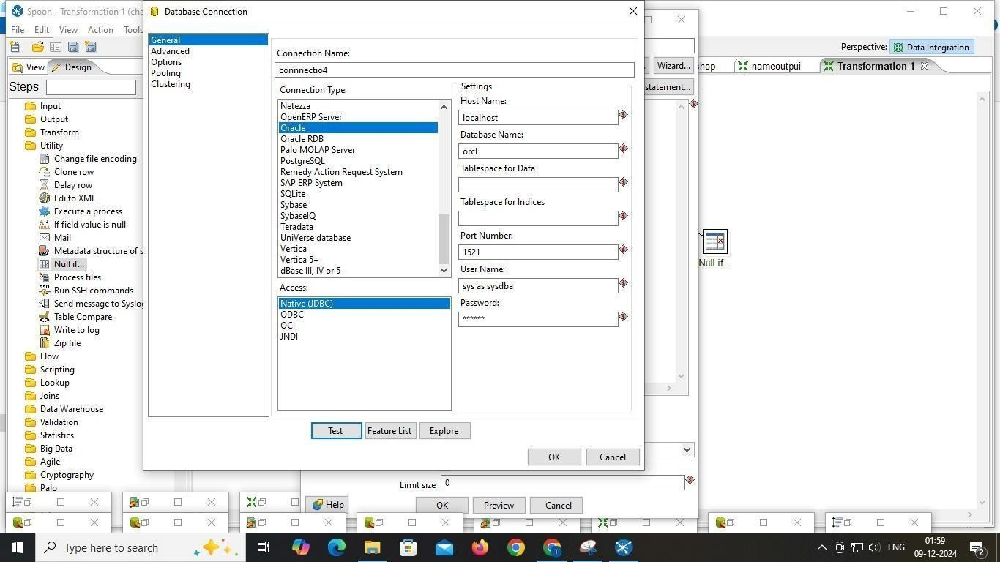 Spoon - Transformation 1 (cha
Database Connection
File Edit View Action Tools
Perspective: Data Integration
View Design
hop
nameoutpui
Transformation 1
Steps
Input
Output
Transform
Utility
Change file encoding
Clone row
Delay row
Edi to XML
Execute a process
If field value is null
Mail
Metadata structure of s
Null if...
Process files
Run SSH commands
Send message to Syslog
Table Compare
Write to log
Zip file
Flow
Scripting
Lookup
Joins
Data Warehouse
Validation
Statistics
Big Data
Agile
Cryptography
Palo
General
Advanced
Options
Pooling
Clustering
Connection Name:
connnectio4
Connection Type:
Netezza
OpenERP Server
Oracle
Oracle RDB
Palo MOLAP Server
PostgreSQL
Remedy Action Request System
SAP ERP System
SQLite
Sybase
SybaseIQ
Teradata
UniVerse database
Vertica
Vertica 5+
dBase III, IV or 5
Access:
Native (JDBC)
ODBC
OCI
JNDI
Settings
Host Name:
localhost
Database Name:
orcl
Tablespace for Data
Tablespace for Indices
Port Number:
1521
User Name:
sys as sysdba
Password:
******
Test
Feature List
Explore
OK
Cancel
Wizard...
statement...
Null if...
Limit size 0
Help
OK
Preview
Cancel
Type here to search
ENG
01:59
09-12-2024
2